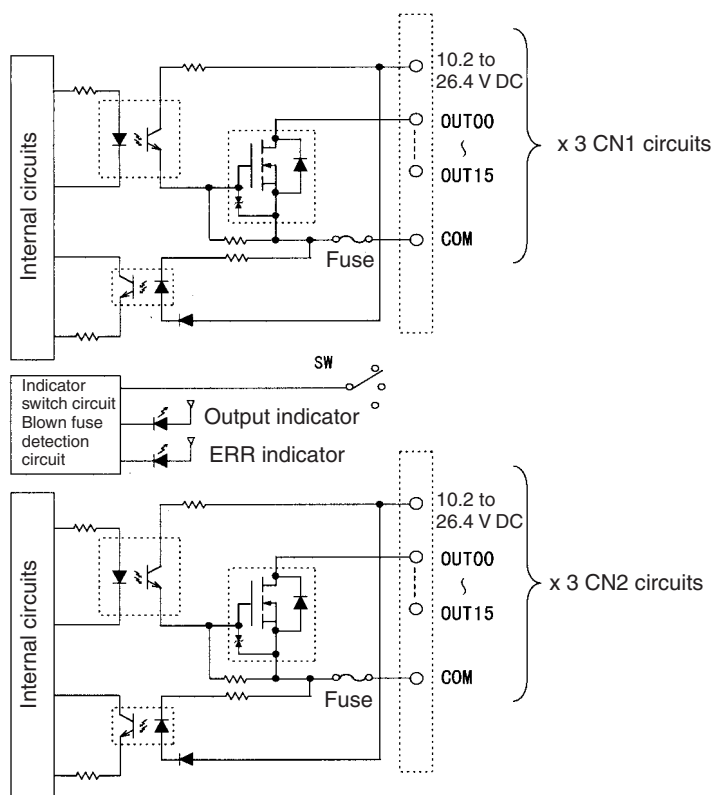 Internal circuits
10.2 to
26.4 V DC
OUT00
OUT15
COM
Fuse
x 3 CN1 circuits
SW
Indicator
switch circuit
Blown fuse
detection
circuit
Output indicator
ERR indicator
Internal circuits
10.2 to
26.4 V DC
OUT00
OUT15
COM
Fuse
x 3 CN2 circuits